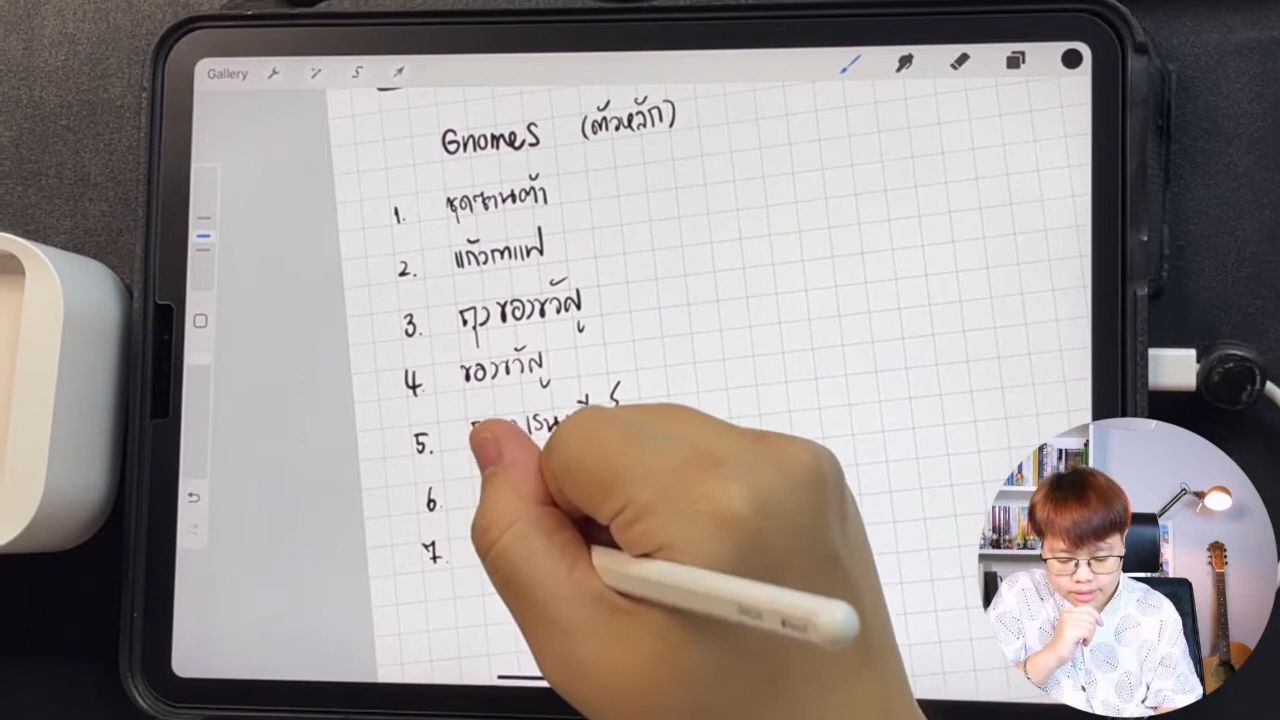 Gallery
Gnomes (ตัวหลัก)
1. ชุดซานต้า
2. แก้วกาแฟ
3. ถุงของขวัญ
4. ของขวัญ
5.
6.
7.